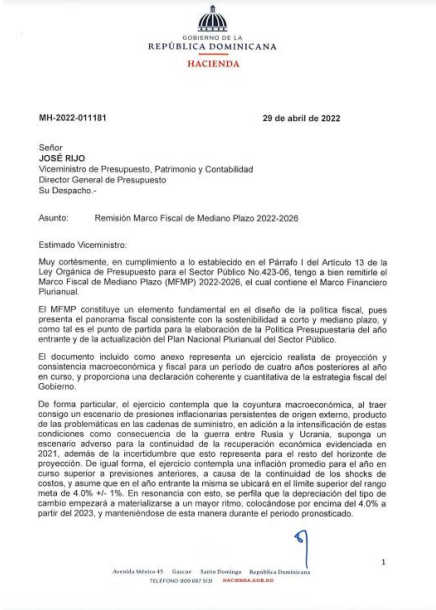 GOBIERNO DE LA
REPÚBLICA DOMINICANA
HACIENDA
MH-2022-011181
29 de abril de 2022
Señor
JOSÉ RIJO
Viceministro de Presupuesto, Patrimonio y Contabilidad
Director General de Presupuesto
Su Despacho.-
Asunto: Remisión Marco Fiscal de Mediano Plazo 2022-2026
Estimado Viceministro:
Muy cortésmente, en cumplimiento a lo establecido en el Párrafo I del Artículo 13 de la
Ley Orgánica de Presupuesto para el Sector Público No.423-06, tengo a bien remitirle el
Marco Fiscal de Mediano Plazo (MFMP) 2022-2026, el cual contiene el Marco Financiero
Plurianual.
El MFMP constituye un elemento fundamental en el diseño de la política fiscal, pues
presenta el panorama fiscal consistente con la sostenibilidad a corto y mediano plazo, y
como tal es el punto de partida para la elaboración de la Política Presupuestaria del año
entrante y de la actualización del Plan Nacional Plurianual del Sector Público.
El documento incluido como anexo representa un ejercicio realista de proyección y
consistencia macroeconómica y fiscal para un período de cuatro años posteriores al año
en curso, y proporciona una declaración coherente y cuantitativa de la estrategia fiscal del
Gobierno.
De forma particular, el ejercicio contempla que la coyuntura macroeconómica, al traer
consigo un escenario de presiones inflacionarias persistentes de origen externo, producto
de las problemáticas en las cadenas de suministro, en adición a la intensificación de estas
condiciones como consecuencia de la guerra entre Rusia y Ucrania, suponga un
escenario adverso para la continuidad de la recuperación económica evidenciada en
2021, además de la incertidumbre que esto representa para el resto del horizonte de
proyección. De igual forma, el ejercicio contempla una inflación promedio para el año en
curso superior a previsiones anteriores, a causa de la continuidad de los shocks de
costos, y asume que en el año entrante la misma se ubicará en el límite superior del rango
meta de 4.0% +/- 1%. En resonancia con esto, se perfila que la depreciación del tipo de
cambio empezará a materializarse a un mayor ritmo, colocándose por encima del 4.0% a
partir del 2023, y manteniéndose de esta manera durante el periodo pronosticado.
1
Avenida México 45 Gascue Santo Domingo República Dominicana
TELÉFONO 809 687 5131 HACIENDA.GOB.DO